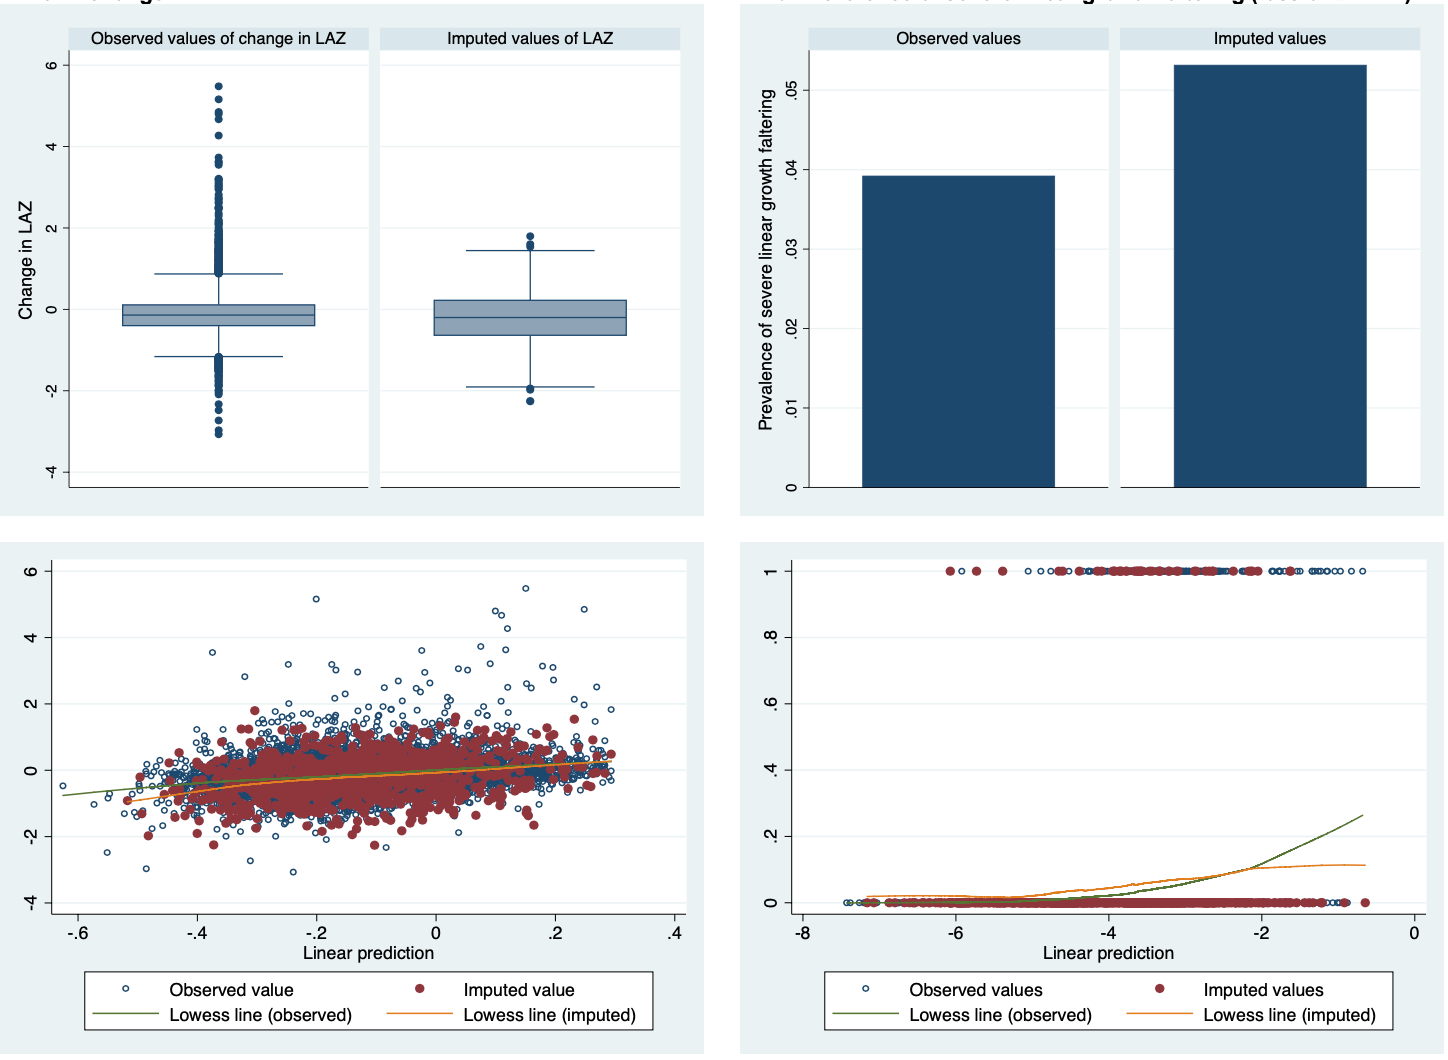 Observed values of change in LAZ
Imputed values of LAZ
Change in LAZ
6
4
2
0
-2
-4
Observed values
Imputed values
Prevalence of severe linear growth faltering
.05
.04
.03
.02
.01
0
6
4
2
0
-2
-4
-.6 -.4 -.2 0 .2 .4
Linear prediction
Observed value Imputed value
Lowess line (observed) Lowess line (imputed)
1
.8
.6
.4
.2
0
-8 -6 -4 -2 0
Linear prediction
Observed values Imputed values
Lowess line (observed) Lowess line (imputed)